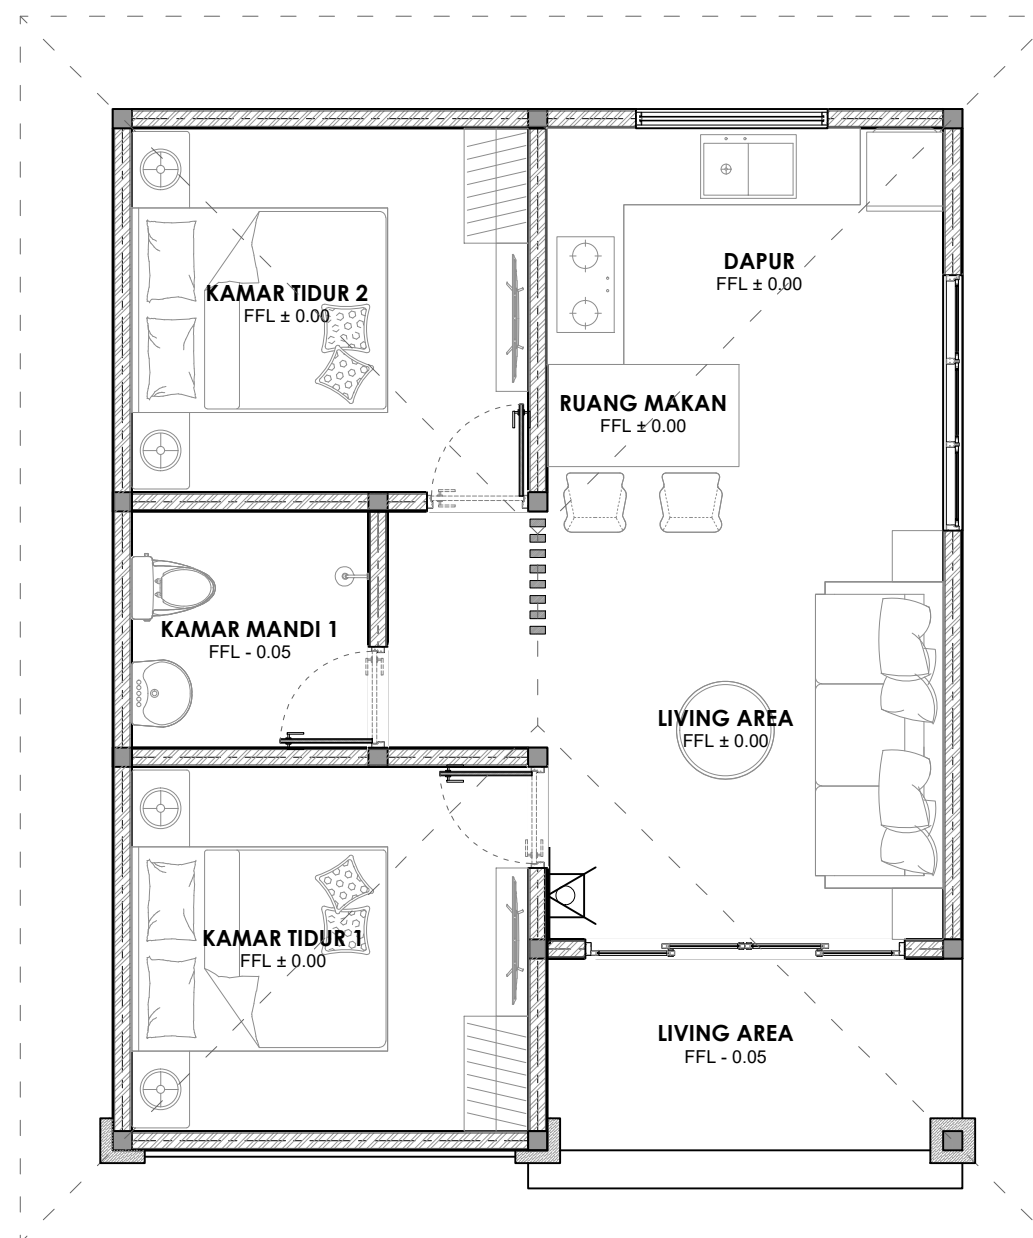 DAPUR
FFL ± 0.00
KAMAR TIDUR 2
FFL ± 0.00
RUANG MAKAN
FFL ± 0.00
KAMAR MANDI 1
FFL - 0.05
LIVING AREA
FFL ± 0.00
KAMAR TIDUR 1
FFL ± 0.00
LIVING AREA
FFL - 0.05